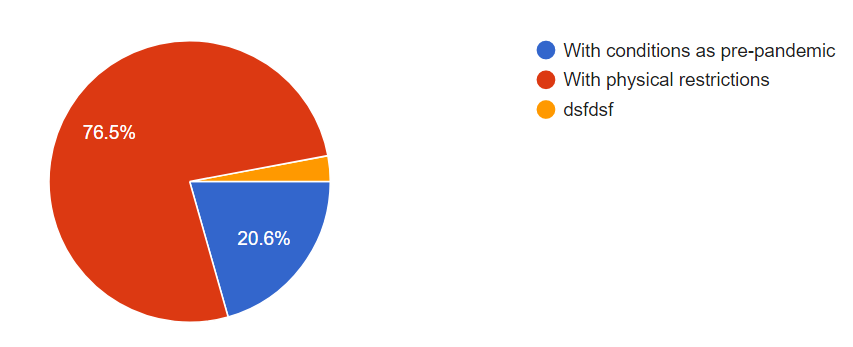 With conditions as pre-pandemic
With physical restrictions
dsfdsf
76.5%
20.6%